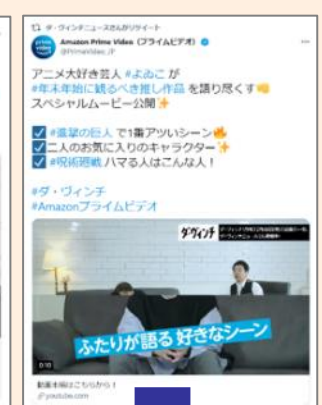 ダ・ヴィンチニュースさんがリツイート
Amazon Prime Video (プライムビデオ)
@PrimeVideo_JP
アニメ大好き芸人 #よゐこ が
#年末年始に観るべき推し作品 を語り尽くす
スペシャルムービー公開
#進撃の巨人 で1番アツいシーン
二人のお気に入りのキャラクター
#呪術廻戦 ハマる人はこんな人！
#ダ・ヴィンチ
#Amazonプライムビデオ
ダ・ヴィンチ
ふたりが語る 好きなシーン
0:10
動画本編はこちらから！
youtube.com